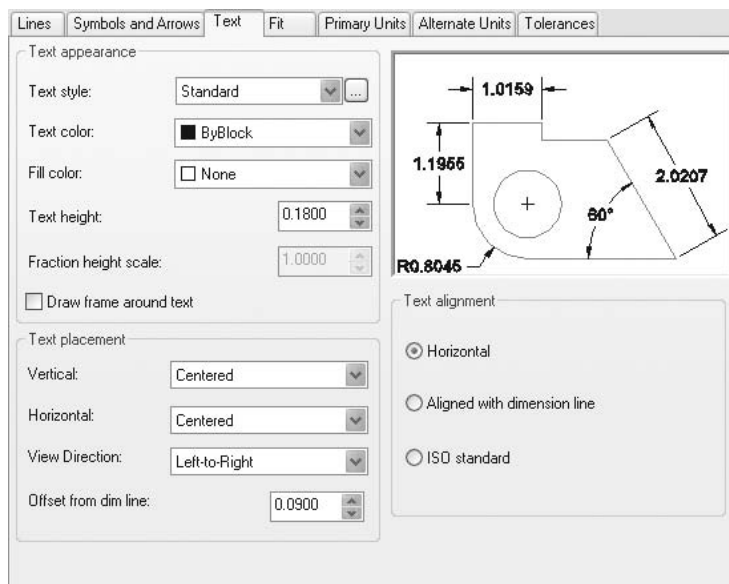 Lines Symbols and Arrows Text Fit Primary Units Alternate Units Tolerances
Text appearance
Text style: Standard ...
Text color: ByBlock
Fill color: None
Text height: 0.1800
Fraction height scale: 1.0000
Draw frame around text
Text placement
Vertical: Centered
Horizontal: Centered
View Direction: Left-to-Right
Offset from dim line: 0.0900
1.0159
1.1955
2.0207
60°
R0.8045
Text alignment
Horizontal
Aligned with dimension line
ISO standard